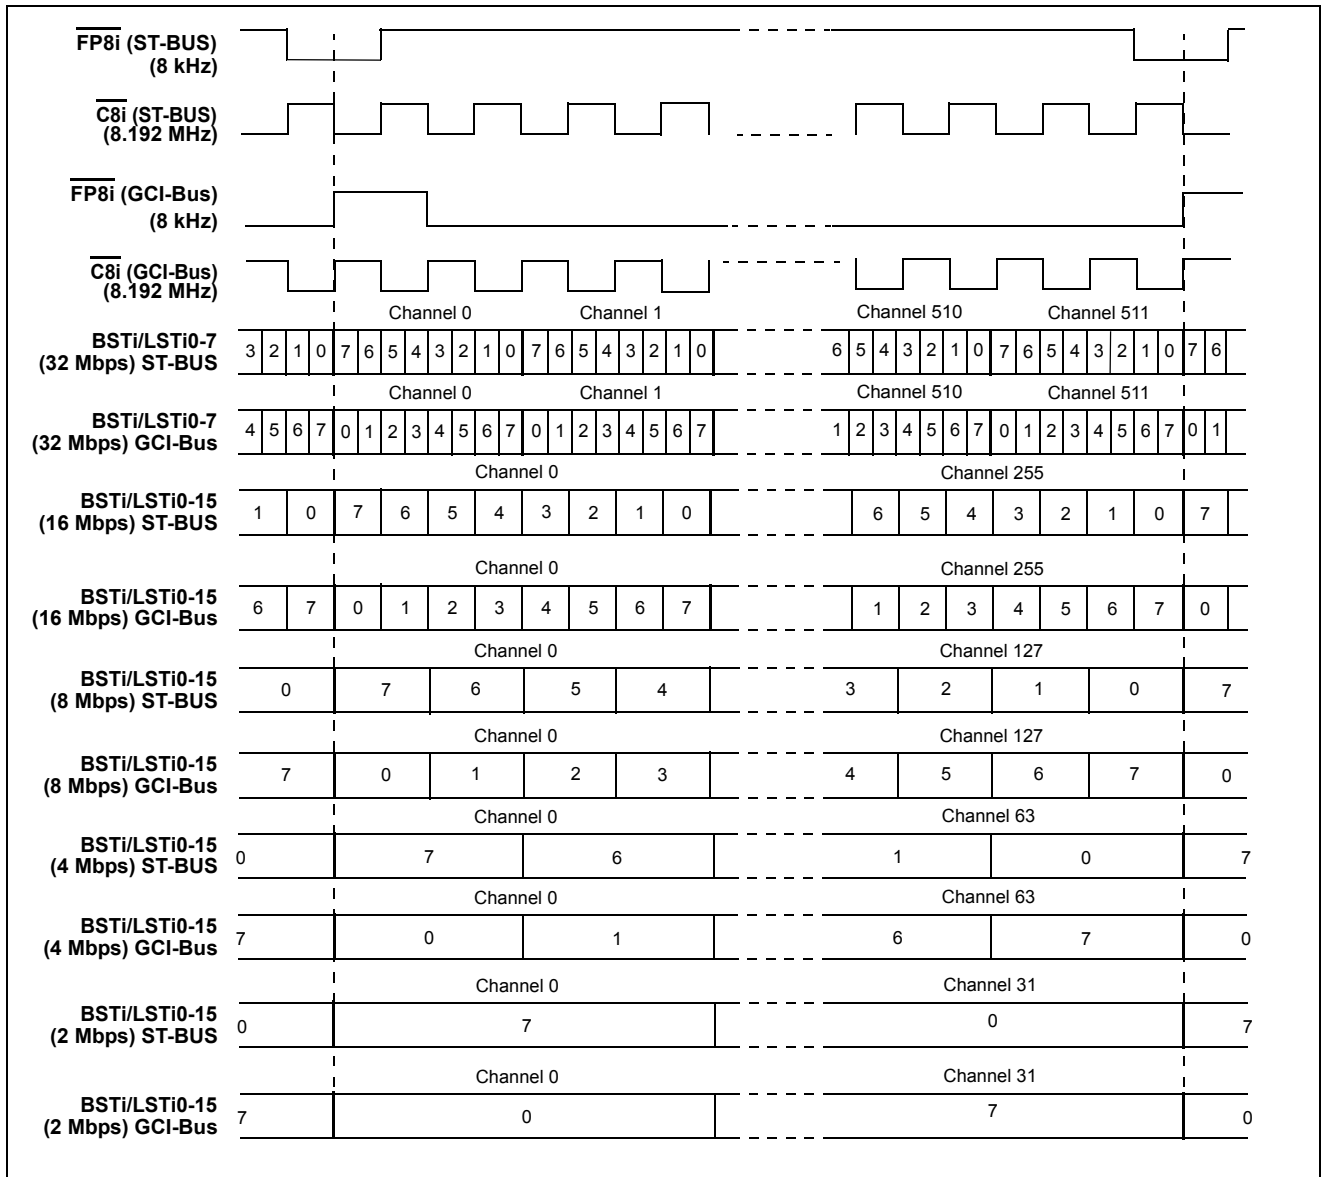 FP8i (ST-BUS)
(8 kHz)
C8i (ST-BUS)
(8.192 MHz)
FP8i (GCI-Bus)
(8 kHz)
C8i (GCI-Bus)
(8.192 MHz)
Channel 0 Channel 1 Channel 510 Channel 511
BSTi/LSTi0-7
(32 Mbps) ST-BUS
3 2 1 0 7 6 5 4 3 2 1 0 7 6 5 4 3 2 1 0 6 5 4 3 2 1 0 7 6 5 4 3 2 1 0 7 6
Channel 0 Channel 1 Channel 510 Channel 511
BSTi/LSTi0-7
(32 Mbps) GCI-Bus
4 5 6 7 0 1 2 3 4 5 6 7 0 1 2 3 4 5 6 7 1 2 3 4 5 6 7 0 1 2 3 4 5 6 7 0 1
Channel 0 Channel 255
BSTi/LSTi0-15
(16 Mbps) ST-BUS
1 0 7 6 5 4 3 2 1 0 6 5 4 3 2 1 0 7
Channel 0 Channel 255
BSTi/LSTi0-15
(16 Mbps) GCI-Bus
6 7 0 1 2 3 4 5 6 7 1 2 3 4 5 6 7 0
Channel 0 Channel 127
BSTi/LSTi0-15
(8 Mbps) ST-BUS
0 7 6 5 4 3 2 1 0 7
Channel 0 Channel 127
BSTi/LSTi0-15
(8 Mbps) GCI-Bus
7 0 1 2 3 4 5 6 7 0
Channel 0 Channel 63
BSTi/LSTi0-15
(4 Mbps) ST-BUS
0 7 6 1 0 7
Channel 0 Channel 63
BSTi/LSTi0-15
(4 Mbps) GCI-Bus
7 0 1 6 7 0
Channel 0 Channel 31
BSTi/LSTi0-15
(2 Mbps) ST-BUS
0 7 0 7
Channel 0 Channel 31
BSTi/LSTi0-15
(2 Mbps) GCI-Bus
7 0 7 0